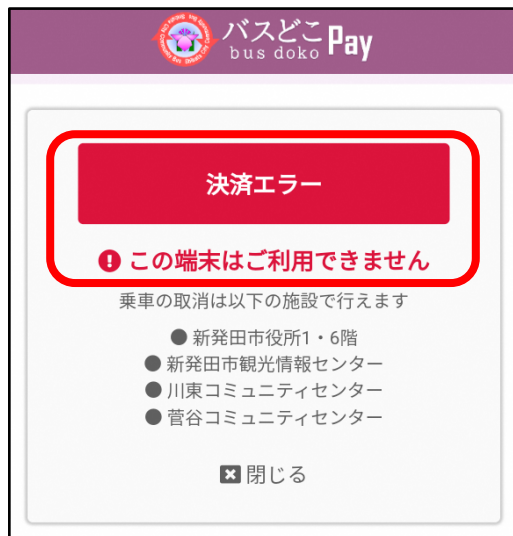 バスどこ
bus doko Pay
決済エラー
この端末はご利用できません
乗車の取消は以下の施設で行えます
● 新発田市役所1・6階
● 新発田市観光情報センター
● 川東コミュニティセンター
● 菅谷コミュニティセンター
閉じる